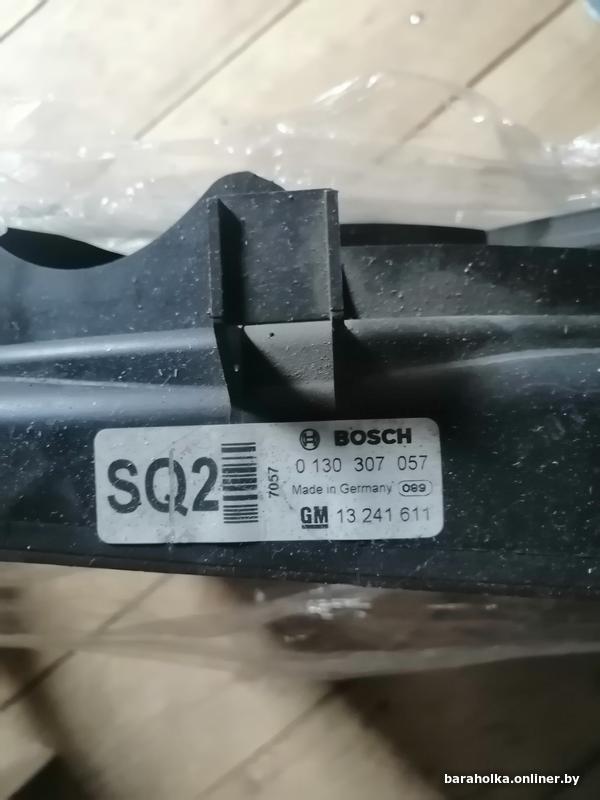 SQ2
7057
BOSCH
0 130 307 057
Made in Germany 089
GM 13 241 611
baraholka.onliner.by